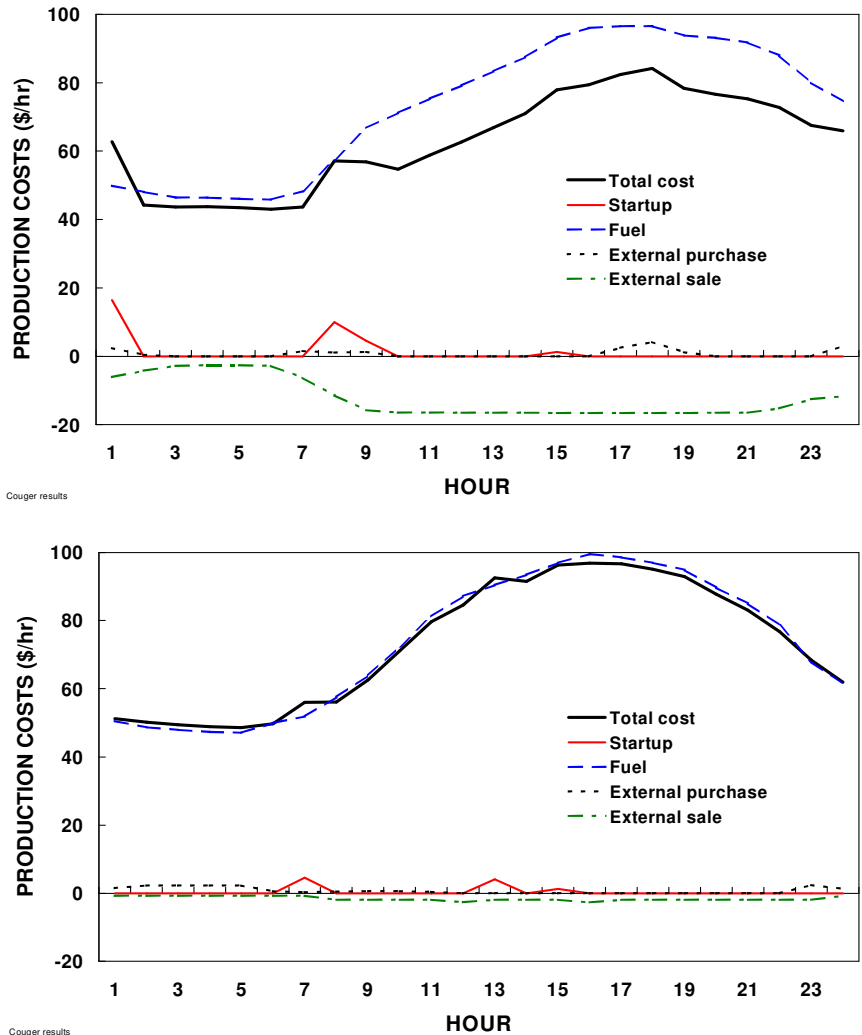 100
80
60
40
20
0
-20
PRODUCTION COSTS ($/hr)
Total cost
Startup
Fuel
External purchase
External sale
1 3 5 7 9 11 13 15 17 19 21 23
HOUR
Couger results
100
80
60
40
20
0
-20
PRODUCTION COSTS ($/hr)
Total cost
Startup
Fuel
External purchase
External sale
1 3 5 7 9 11 13 15 17 19 21 23
HOUR
Couger results